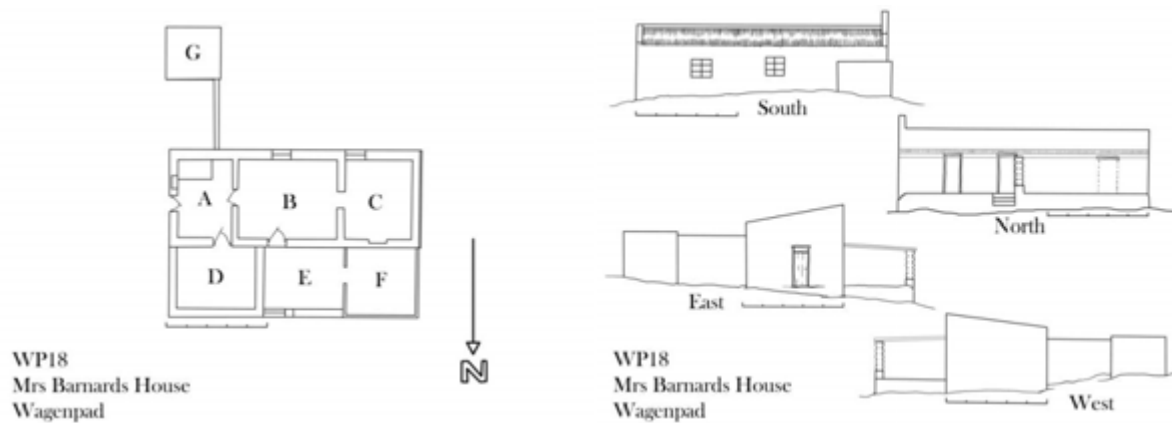 G
A
B
C
D
E
F
N
WP18
Mrs Barnards House
Wagenpad
South
North
East
West
WP18
Mrs Barnards House
Wagenpad